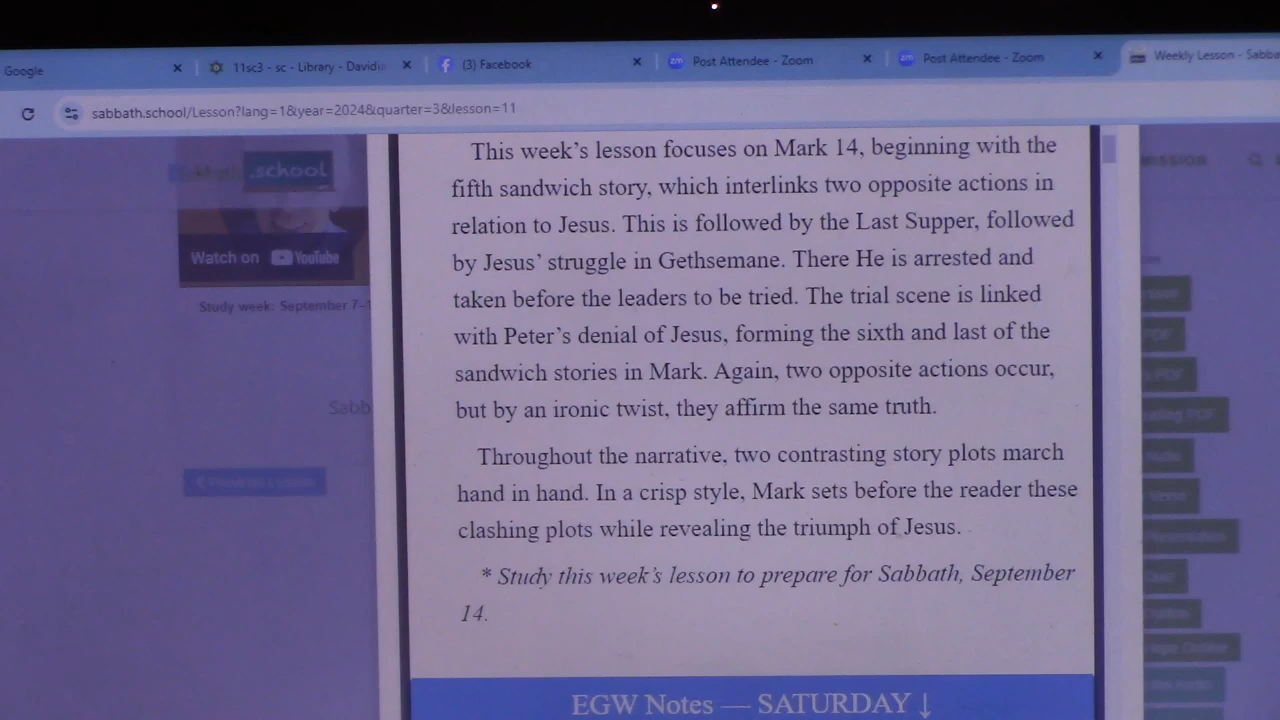 Google
11sc3 - sc - Library - Davidia
(3) Facebook
Post Attendee - Zoom
Post Attendee - Zoom
Weekly Lesson - Sabba
sabbath.school/Lesson?lang=1&year=2024&quarter=3&lesson=11
.school
Watch on YouTube
Study week: September 7-1
Sabb
This week's lesson focuses on Mark 14, beginning with the
fifth sandwich story, which interlinks two opposite actions in
relation to Jesus. This is followed by the Last Supper, followed
by Jesus' struggle in Gethsemane. There He is arrested and
taken before the leaders to be tried. The trial scene is linked
with Peter's denial of Jesus, forming the sixth and last of the
sandwich stories in Mark. Again, two opposite actions occur,
but by an ironic twist, they affirm the same truth.
Throughout the narrative, two contrasting story plots march
hand in hand. In a crisp style, Mark sets before the reader these
clashing plots while revealing the triumph of Jesus.
* Study this week's lesson to prepare for Sabbath, September
14.
EGW Notes — SATURDAY ↓